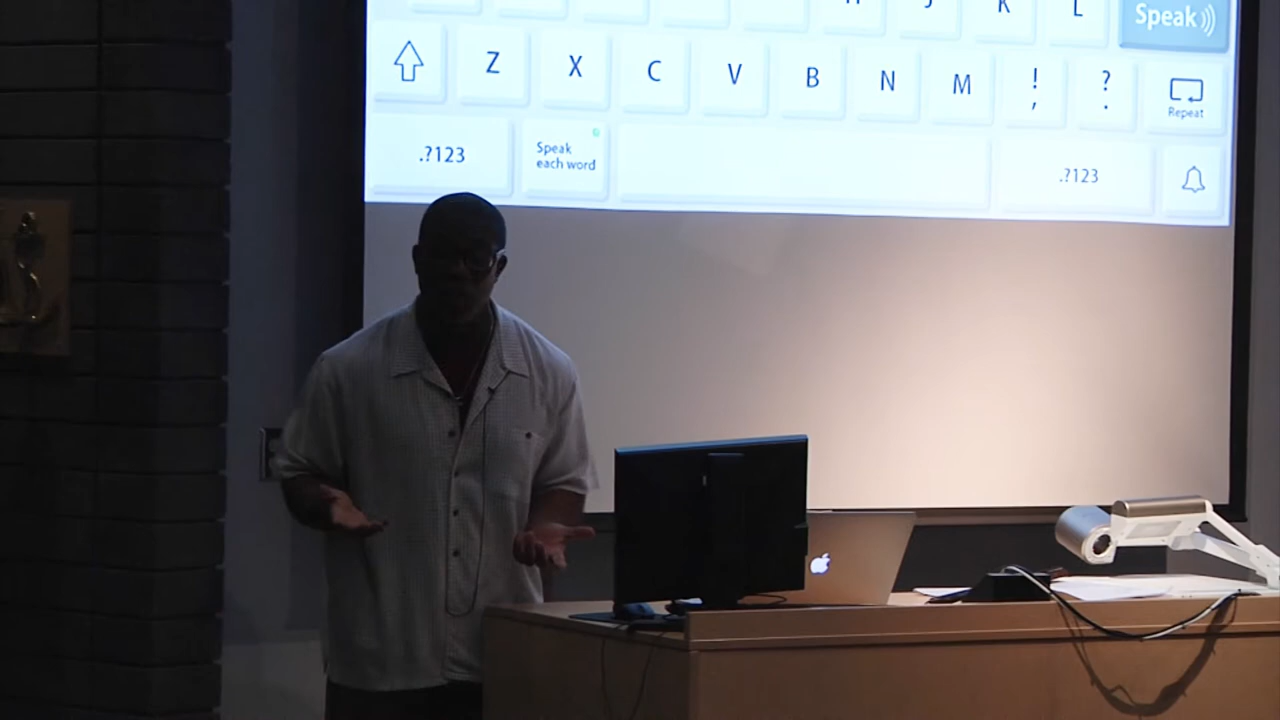 K L
Speak
Z X C V B N M ! , ? .
Repeat
.?123
Speak
each word
.?123